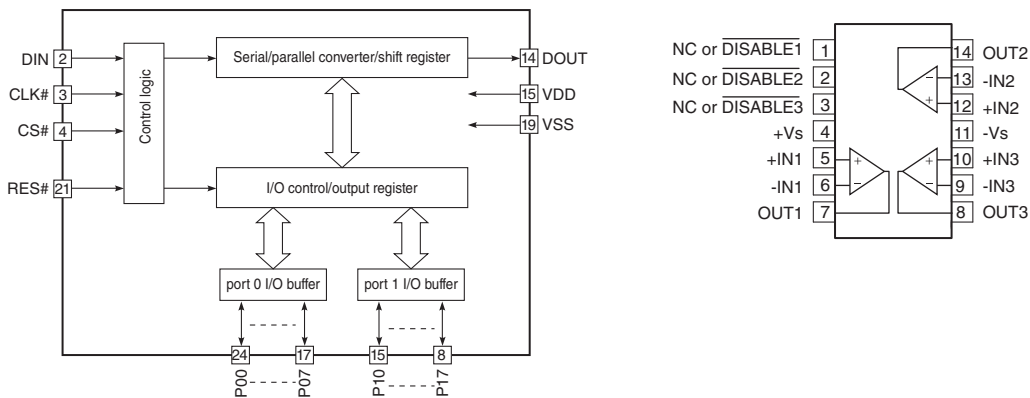 DIN 2
CLK# 3
CS# 4
RES# 21
Control logic
Serial/parallel converter/shift register
14 DOUT
15 VDD
19 VSS
I/O control/output register
port 0 I/O buffer
port 1 I/O buffer
24 17 15 8
P00 P07 P10 P17
NC or DISABLE1 1
NC or DISABLE2 2
NC or DISABLE3 3
+Vs 4
+IN1 5 +
-IN1 6 −
OUT1 7
14 OUT2
− 13 -IN2
+ 12 +IN2
11 -Vs
+ 10 +IN3
− 9 -IN3
8 OUT3